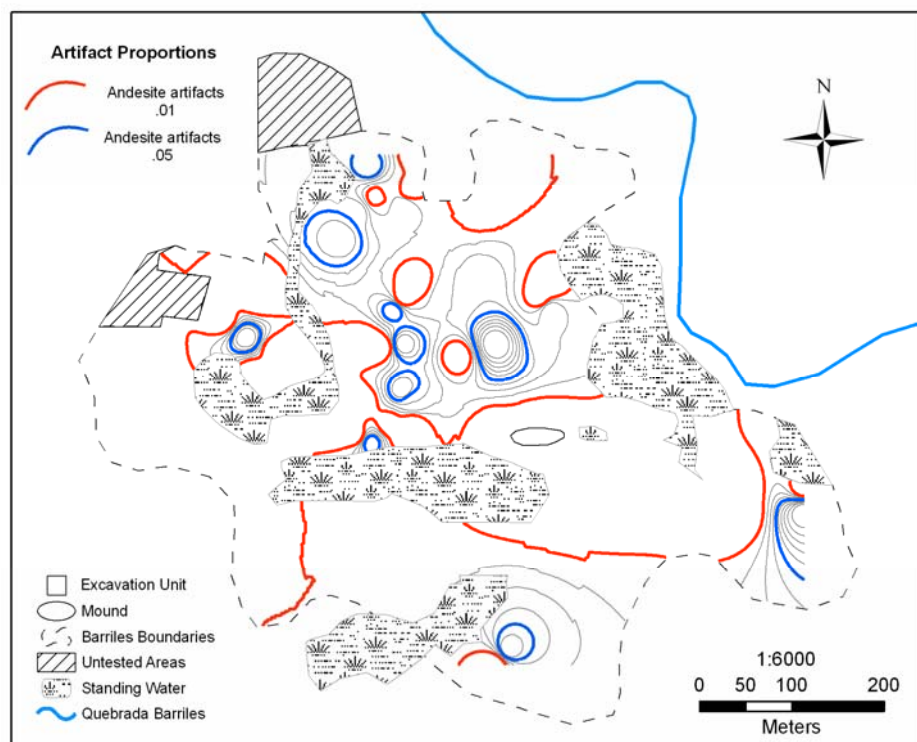 Artifact Proportions
Andesite artifacts
.01
Andesite artifacts
.05
N
Excavation Unit
Mound
Barriles Boundaries
Untested Areas
Standing Water
Quebrada Barriles
1:6000
0 50 100 200
Meters